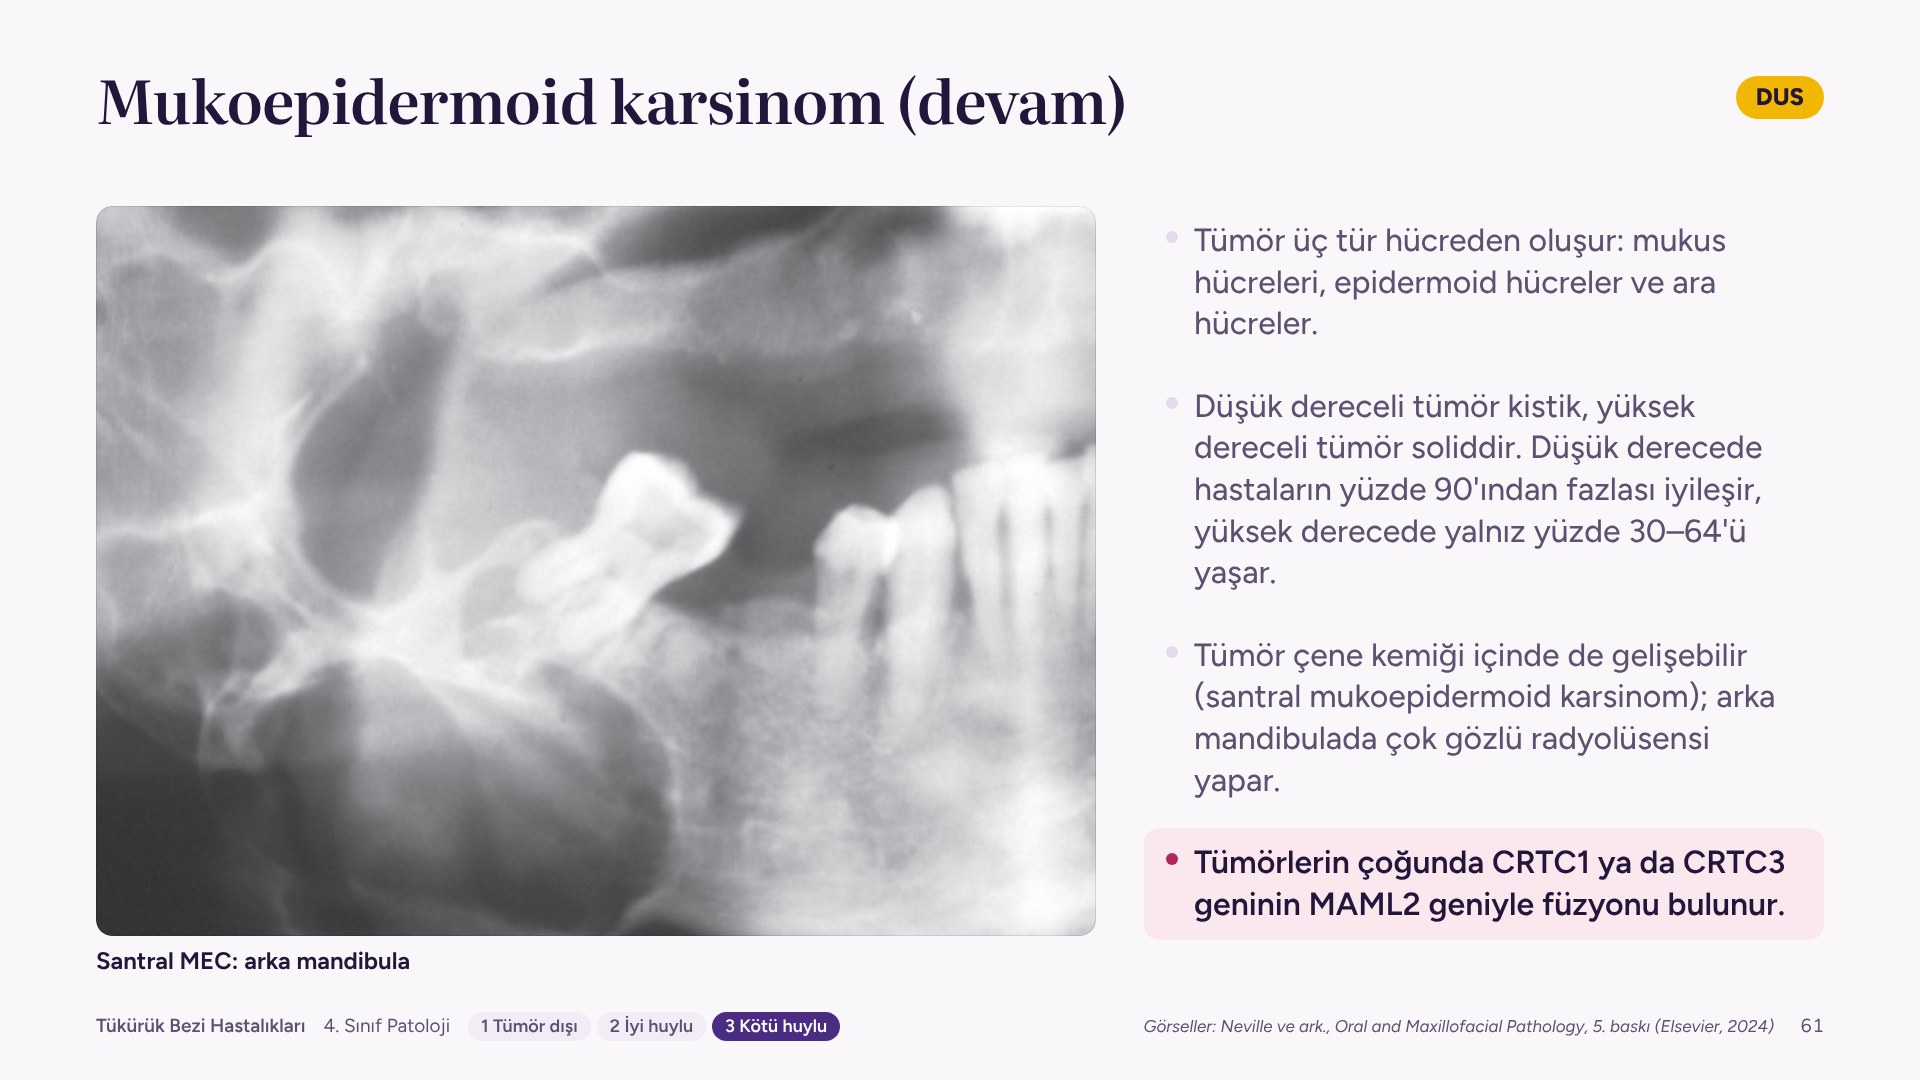 Mukoepidermoid karsinom (devam)
DUS
Tümör üç tür hücreden oluşur: mukus
hücreleri, epidermoid hücreler ve ara
hücreler.
Düşük dereceli tümör kistik, yüksek
dereceli tümör soliddir. Düşük derecede
hastaların yüzde 90'ından fazlası iyileşir,
yüksek derecede yalnız yüzde 30–64'ü
yaşar.
Tümör çene kemiği içinde de gelişebilir
(santral mukoepidermoid karsinom); arka
mandibulada çok gözlü radyolüsensi
yapar.
Tümörlerin çoğunda CRTC1 ya da CRTC3
geninin MAML2 geniyle füzyonu bulunur.
Santral MEC: arka mandibula
Tükürük Bezi Hastalıkları 4. Sınıf Patoloji 1 Tümör dışı 2 İyi huylu 3 Kötü huylu
Görseller: Neville ve ark., Oral and Maxillofacial Pathology, 5. baskı (Elsevier, 2024) 61